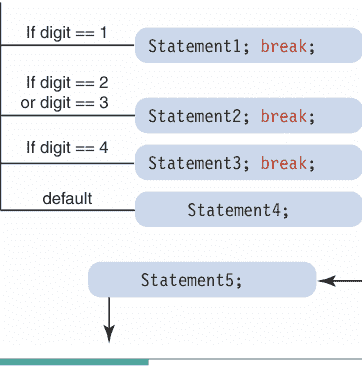 If digit == 1
Statement1; break;
If digit == 2
or digit == 3
Statement2; break;
If digit == 4
Statement3; break;
default
Statement4;
Statement5;